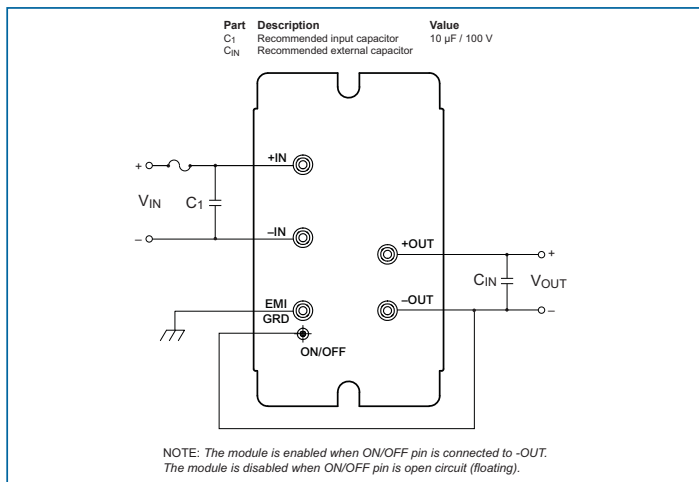 Part Description Value
C1 Recommended input capacitor 10 µF / 100 V
CIN Recommended external capacitor
+IN
+
VIN
C1
–
–IN
+OUT
+
CIN
VOUT
–OUT
–
EMI
GRD
ON/OFF
NOTE: The module is enabled when ON/OFF pin is connected to -OUT.
The module is disabled when ON/OFF pin is open circuit (floating).